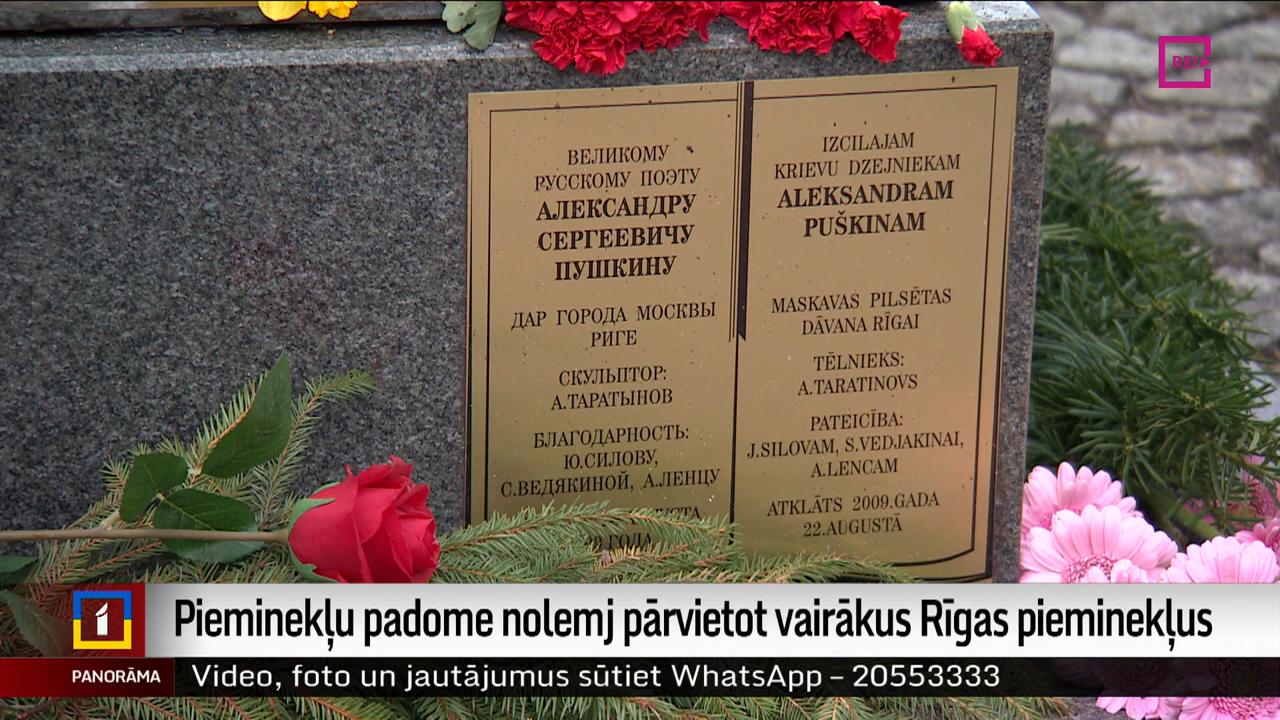 ВЕЛИКОМУ
РУССКОМУ ПОЭТУ
АЛЕКСАНДРУ
СЕРГЕЕВИЧУ
ПУШКИНУ
ДАР ГОРОДА МОСКВЫ
РИГЕ
СКУЛЬПТОР:
А.ТАРАТЫНОВ
БЛАГОДАРНОСТЬ:
Ю.СИЛОВУ,
С.ВЕДЯКИНОЙ, А.ЛЕНЦУ
ГОДА
IZCILAJAM
KRIEVU DZEJNIEKAM
ALEKSANDRAM
PUŠKINAM
MASKAVAS PILSĒTAS
DĀVANA RĪGAI
TĒLNIEKS:
A.TARATINOVS
PATEICĪBA:
J.SILOVAM, S.VEDJAKINAI,
A.LENCAM
ATKLĀTS 2009.GADA
22.AUGUSTĀ
1
Pieminekļu padome nolemj pārvietot vairākus Rīgas pieminekļus
PANORĀMA
Video, foto un jautājumus sūtiet WhatsApp – 20553333